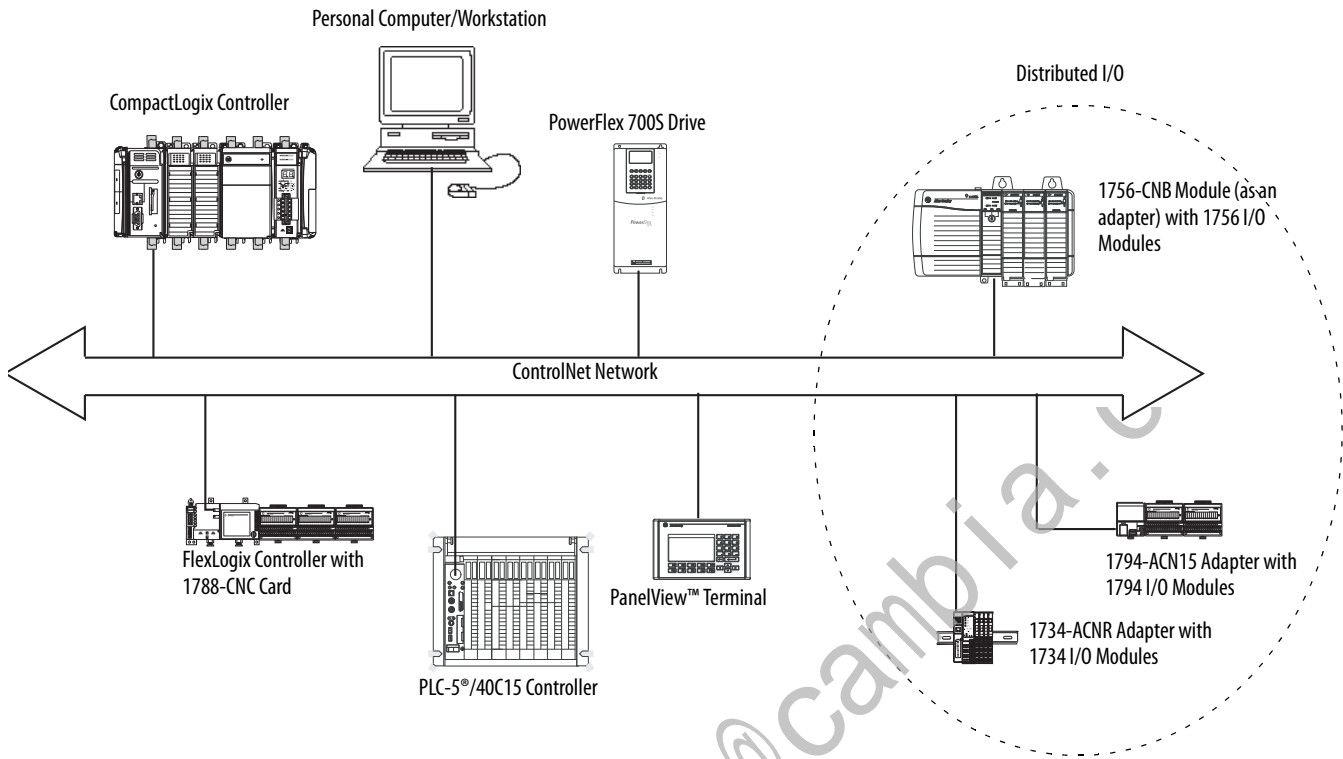 Personal Computer/Workstation
Distributed I/O
CompactLogix Controller
PowerFlex 700S Drive
1756-CNB Module (as an
adapter) with 1756 I/O
Modules
ControlNet Network
FlexLogix Controller with
1788-CNC Card
PanelView™ Terminal
1794-ACN15 Adapter with
1794 I/O Modules
1734-ACNR Adapter with
1734 I/O Modules
PLC-5®/40C15 Controller
@cambia.c